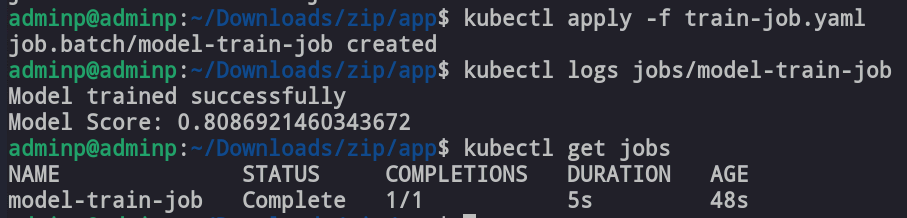 adminp@adminp:~/Downloads/zip/app$ kubectl apply -f train-job.yaml
job.batch/model-train-job created
adminp@adminp:~/Downloads/zip/app$ kubectl logs jobs/model-train-job
Model trained successfully
Model Score: 0.8086921460343672
adminp@adminp:~/Downloads/zip/app$ kubectl get jobs
NAME STATUS COMPLETIONS DURATION AGE
model-train-job Complete 1/1 5s 48s